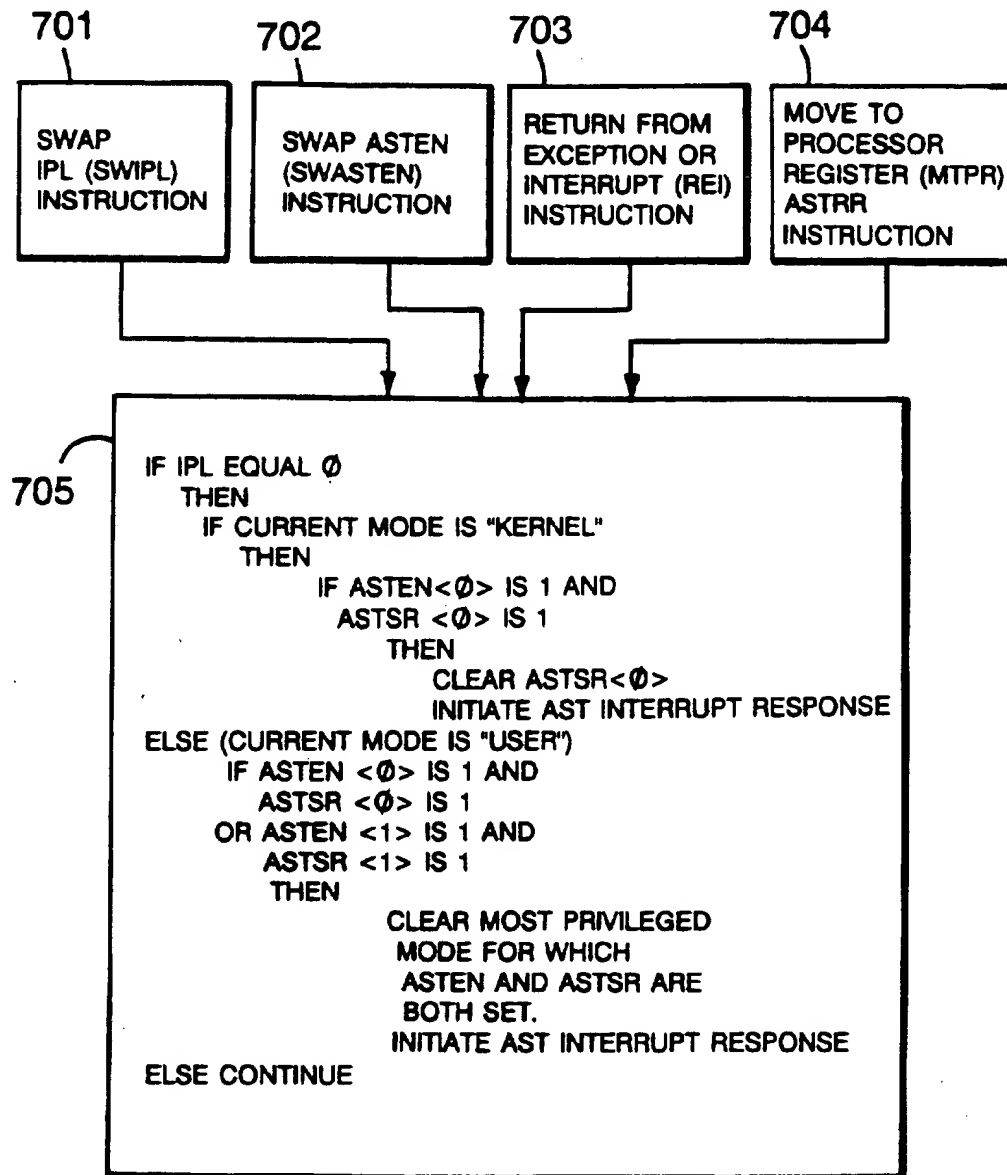 701
702
703
704
SWAP
IPL (SWIPL)
INSTRUCTION
SWAP ASTEN
(SWASTEN)
INSTRUCTION
RETURN FROM
EXCEPTION OR
INTERRUPT (REI)
INSTRUCTION
MOVE TO
PROCESSOR
REGISTER (MTPR)
ASTRR
INSTRUCTION
705
IF IPL EQUAL Ø
THEN
IF CURRENT MODE IS "KERNEL"
THEN
IF ASTEN<Ø> IS 1 AND
ASTSR <Ø> IS 1
THEN
CLEAR ASTSR<Ø>
INITIATE AST INTERRUPT RESPONSE
ELSE (CURRENT MODE IS "USER")
IF ASTEN <Ø> IS 1 AND
ASTSR <Ø> IS 1
OR ASTEN <1> IS 1 AND
ASTSR <1> IS 1
THEN
CLEAR MOST PRIVILEGED
MODE FOR WHICH
ASTEN AND ASTSR ARE
BOTH SET.
INITIATE AST INTERRUPT RESPONSE
ELSE CONTINUE